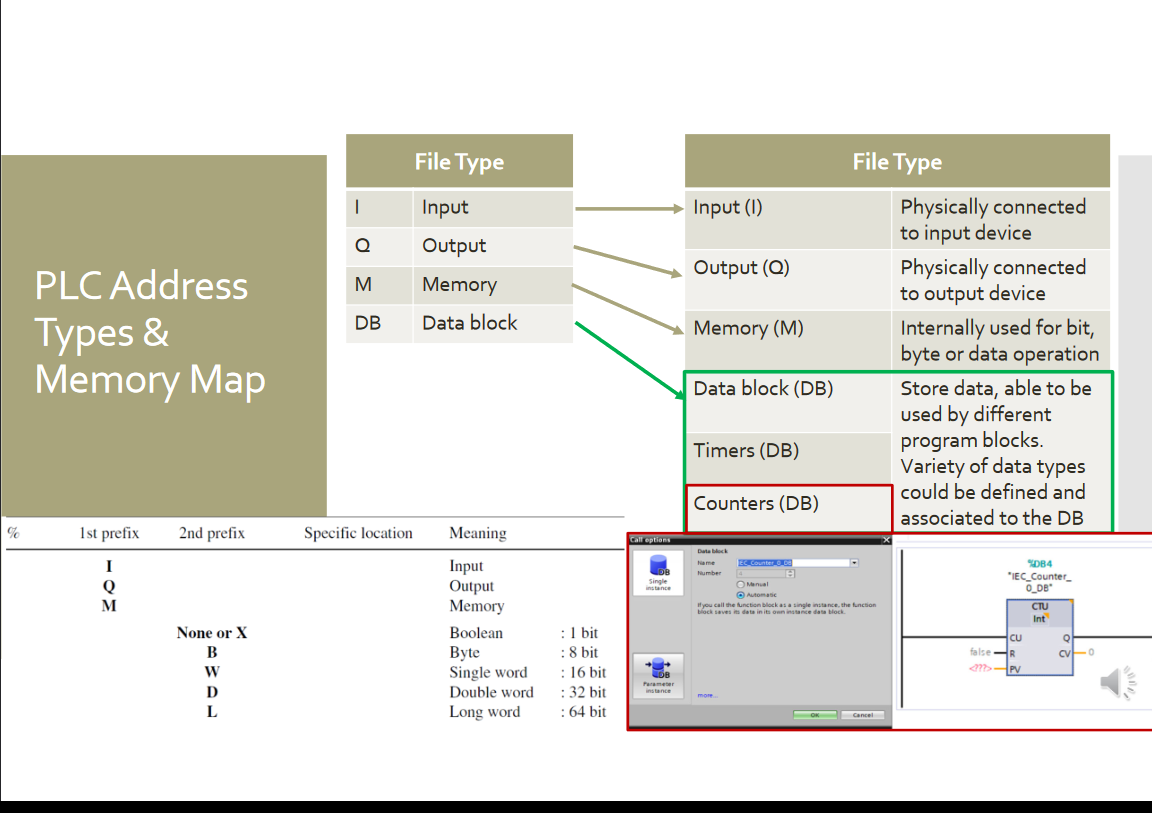 PLC Address
Types &
Memory Map
File Type
I Input
Q Output
M Memory
DB Data block
File Type
Input (I) Physically connected
to input device
Output (Q) Physically connected
to output device
Memory (M) Internally used for bit,
byte or data operation
Data block (DB) Store data, able to be
used by different
program blocks.
Timers (DB)
Variety of data types
could be defined and
Counters (DB)
associated to the DB
% 1st prefix 2nd prefix Specific location Meaning
I Input
Q Output
M Memory
None or X Boolean : 1 bit
B Byte : 8 bit
W Single word : 16 bit
D Double word : 32 bit
L Long word : 64 bit
Call options
Data block
Name IEC_Counter_0_DB
Number
Manual
Automatic
If you call the function block as a single instance, the function
block saves its data in its own instance data block.
DB
Single
instance
DB
Parameter
instance
more...
OK Cancel
%DB4
"IEC_Counter_
0_DB"
CTU
Int
CU Q
false R CV 0
<???> PV